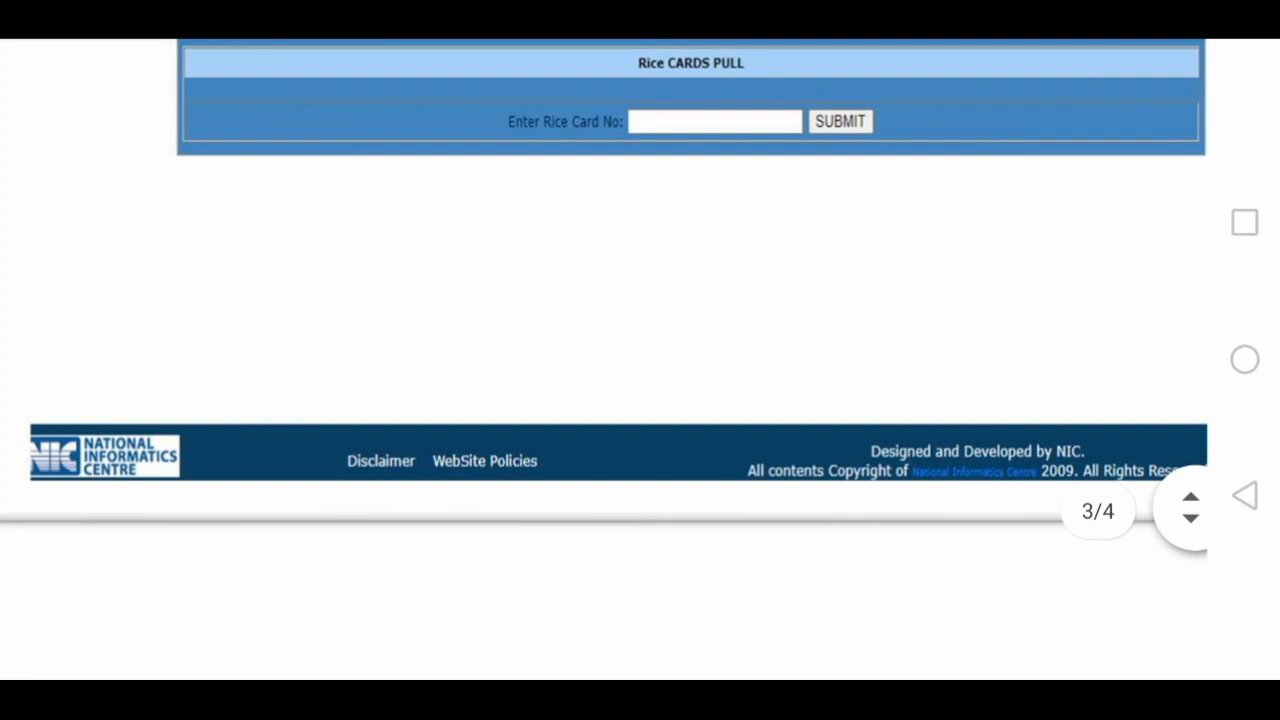 Rice CARDS PULL
Enter Rice Card No: SUBMIT
NIC NATIONAL
INFORMATICS
CENTRE
Disclaimer WebSite Policies
Designed and Developed by NIC.
All contents Copyright of National Informatics Centre 2009. All Rights
3/4